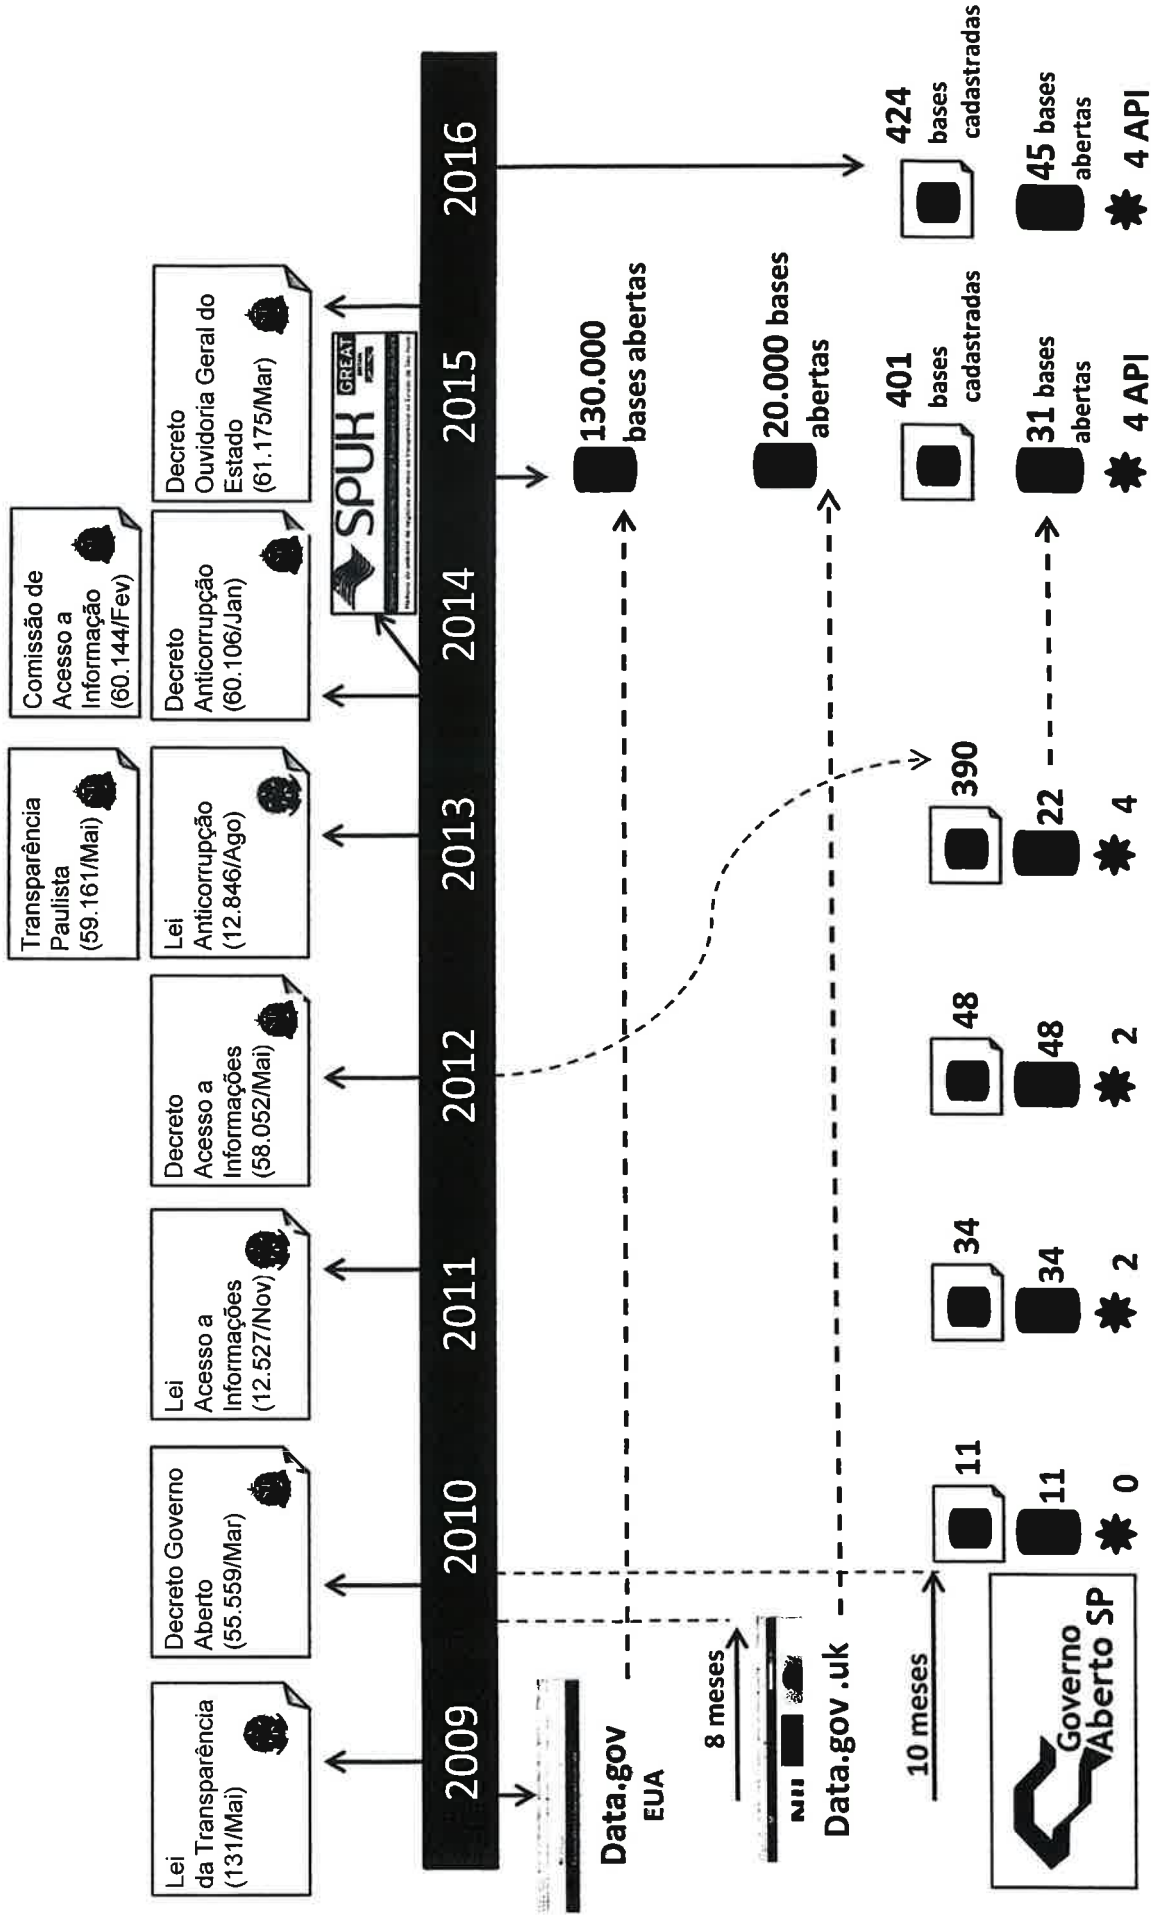 Comissão de
Acesso a
Informação
(60.144/Fev)
Transparência
Paulista
(59.161/Mai)
Lei
da Transparência
(131/Mai)
Decreto Governo
Aberto
(55.559/Mar)
Lei
Acesso a
Informações
(12.527/Nov)
Decreto
Acesso a
Informações
(58.052/Mai)
Lei
Anticorrupção
(12.846/Ago)
Decreto
Anticorrupção
(60.106/Jan)
Decreto
Ouvidoria Geral do
Estado
(61.175/Mar)
SPUK
GREAT
2009
2010
2011
2012
2013
2014
2015
2016
Data.gov
EUA
130.000
bases abertas
8 meses
Data.gov.uk
20.000 bases
abertas
10 meses
Governo
Aberto SP
11
11
0
34
34
2
48
48
2
390
22
4
401
bases
cadastradas
31 bases
abertas
4 API
424
bases
cadastradas
45 bases
abertas
4 API